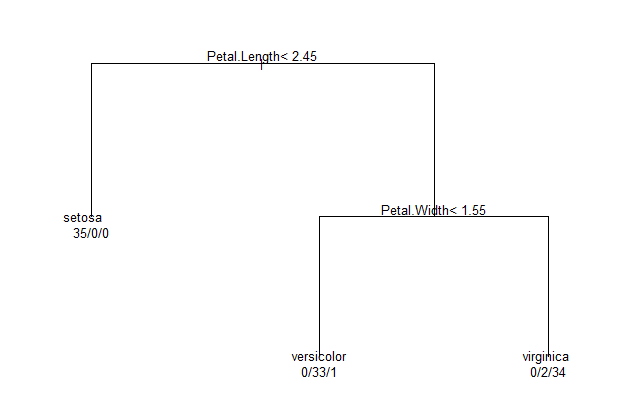 Petal.Length< 2.45
setosa
35/0/0
Petal.Width< 1.55
versicolor
0/33/1
virginica
0/2/34